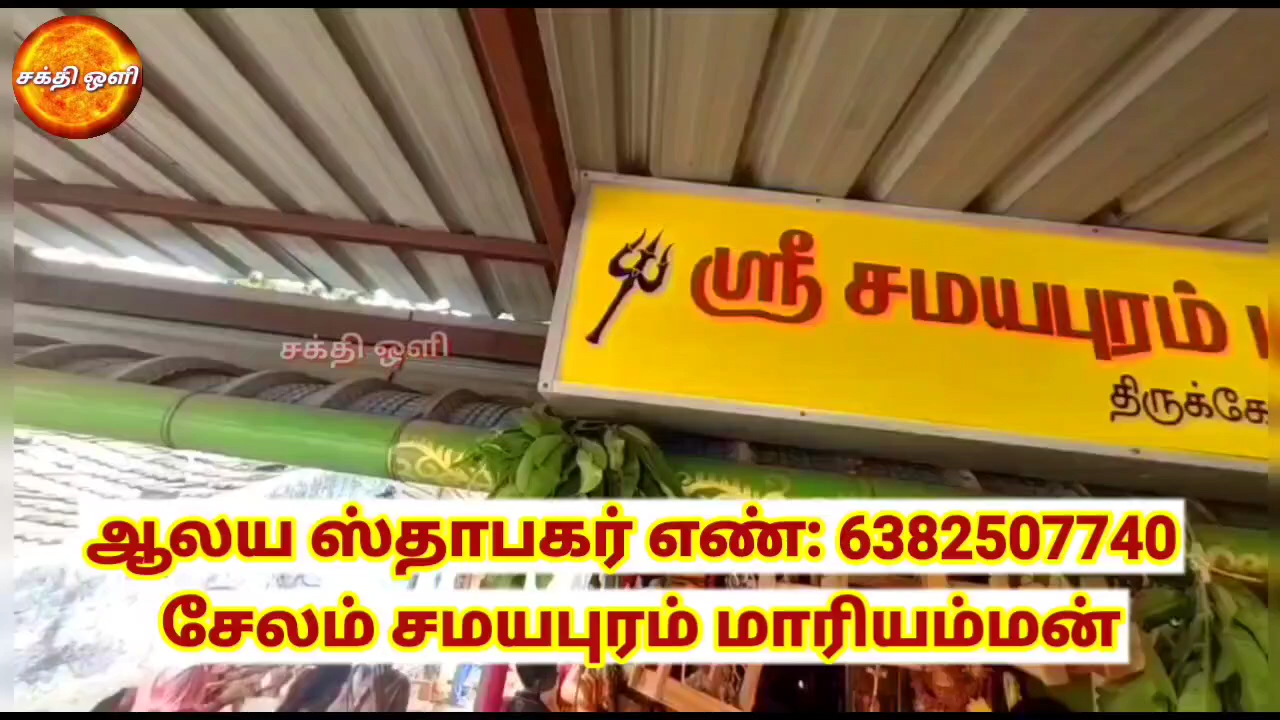 சக்தி ஒளி
ஸ்ரீ சமயபுரம்
சக்தி ஒளி
ஆலய ஸ்தாபகர் எண்: 6382507740
சேலம் சமயபுரம் மாரியம்மன்